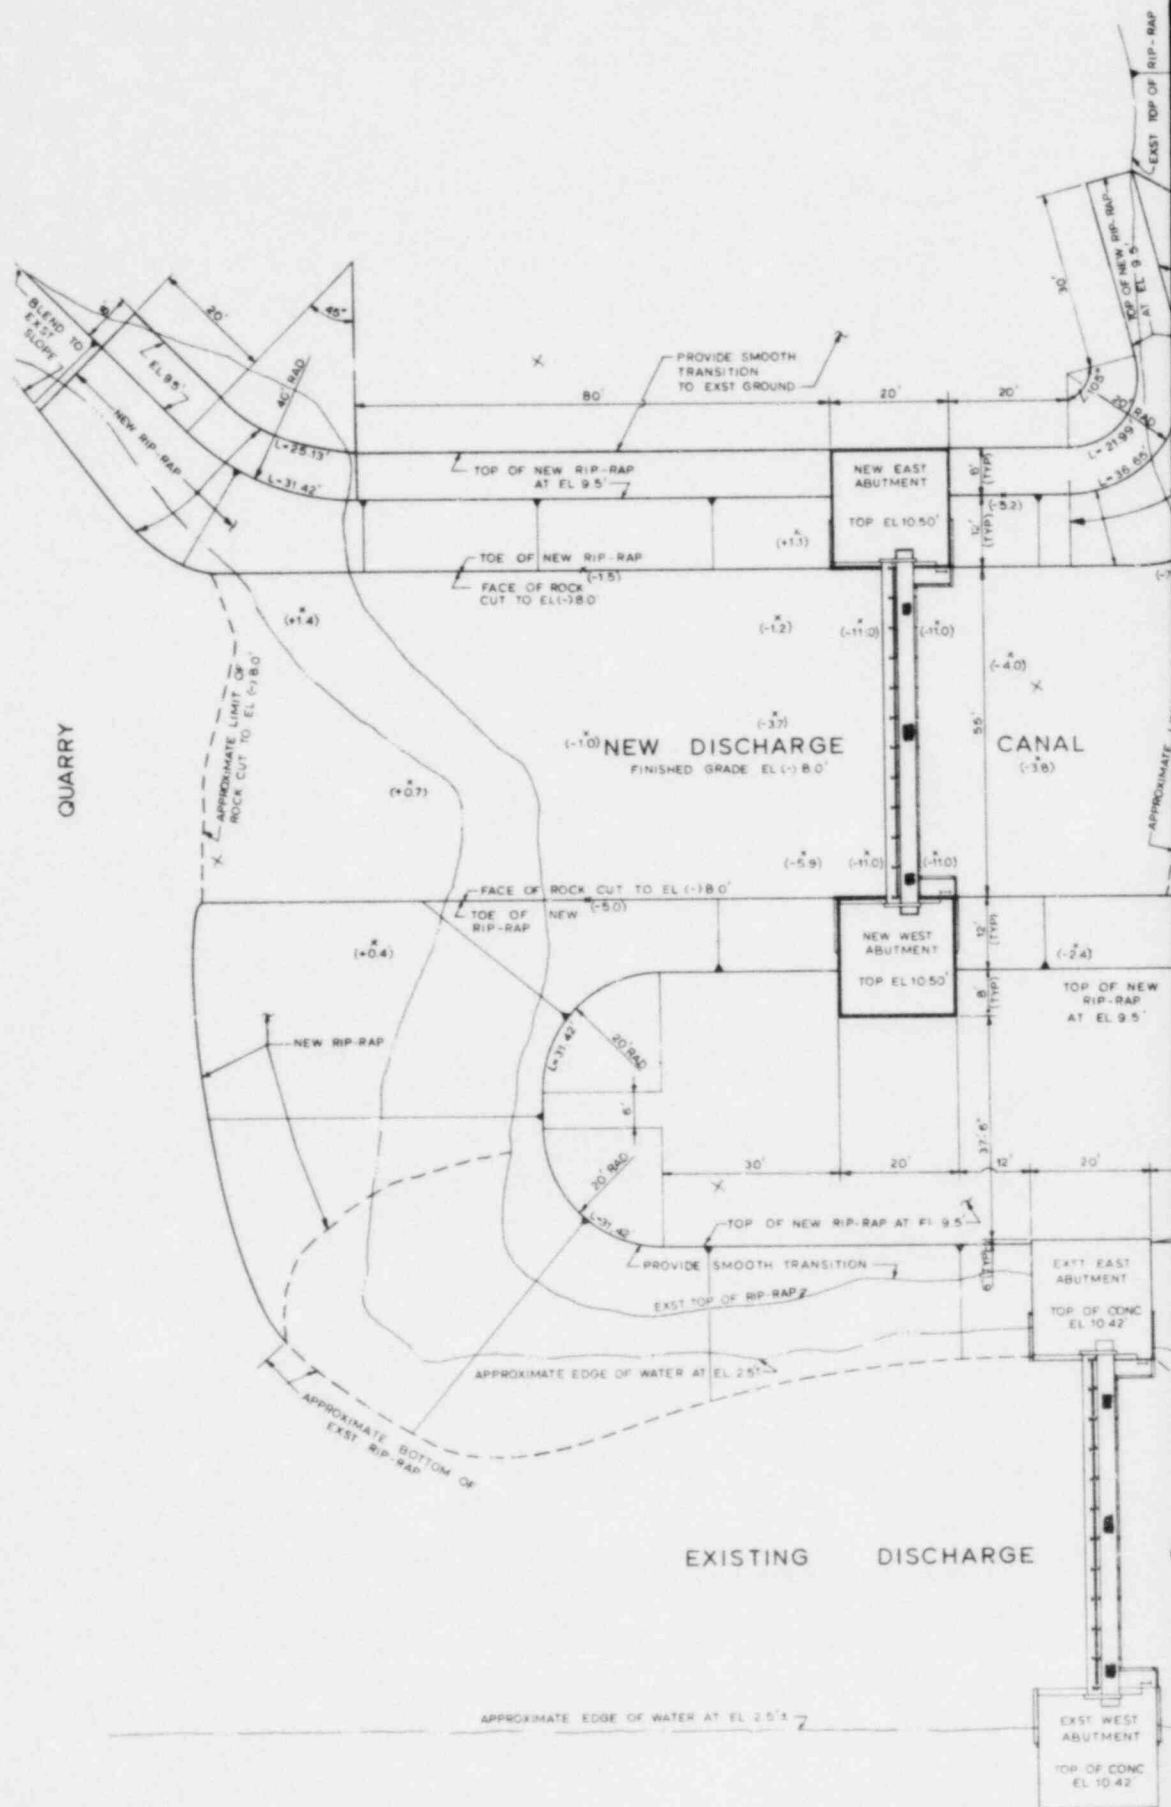 EXST TOP OF RIP-RAP
TOP OF NEW RIP-RAP
AT EL 9.5'
30'
105°
20' RAD
L=21.99'
L=36.65'
BLEND TO
EXST
SLOPE
20'
45°
EL 9.5'
40' RAD
NEW RIP-RAP
L=25.13'
L=31.42'
PROVIDE SMOOTH
TRANSITION
TO EXST GROUND
80'
20'
20'
TOP OF NEW RIP-RAP
AT EL 9.5'
NEW EAST
ABUTMENT
TOP EL 10.50'
8'
(TYP)
12'
(TYP)
(-5.2)
(+1.1)
TOE OF NEW RIP-RAP
(-1.5)
FACE OF ROCK
CUT TO EL (-) 8.0'
(+1.4)
(-1.2)
(-11.0)
(-11.0)
(-4.0)
APPROXIMATE LIMIT OF
ROCK CUT TO EL (-) 8.0'
QUARRY
(-3.7)
(-1.0)
NEW DISCHARGE CANAL
FINISHED GRADE EL (-) 8.0'
(-3.8)
55'
(+0.7)
APPROXIMATE
(-5.9)
(-11.0)
(-11.0)
FACE OF ROCK CUT TO EL (-) 8.0'
(-5.0)
TOE OF NEW
RIP-RAP
(+0.4)
NEW WEST
ABUTMENT
TOP EL 10.50'
12'
(TYP)
8'
(TYP)
(-2.4)
TOP OF NEW
RIP-RAP
AT EL 9.5'
NEW RIP-RAP
L=31.42'
20' RAD
6'
37'-6"
20' RAD
L=31.42'
30'
20'
12'
20'
TOP OF NEW RIP-RAP AT EL 9.5'
PROVIDE SMOOTH TRANSITION
EXST TOP OF RIP-RAP
(TYP)
EXST EAST
ABUTMENT
TOP OF CONC
EL 10.42'
APPROXIMATE EDGE OF WATER AT EL 2.5'±
APPROXIMATE BOTTOM OF
EXST RIP-RAP
EXISTING DISCHARGE
APPROXIMATE EDGE OF WATER AT EL 2.5'±
EXST WEST
ABUTMENT
TOP OF CONC
EL 10.42'